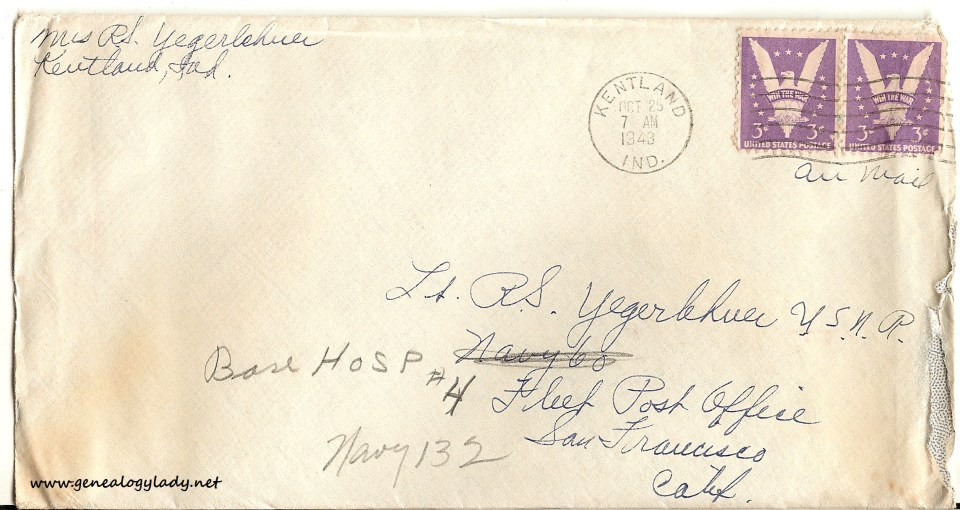 Mrs R.S. Yegerlehner
Kentland, Ind.
KENTLAND
OCT 25
7 AM
1943
IND.
WIN THE WAR
3¢ 3¢
UNITED STATES POSTAGE
WIN THE WAR
3¢ 3¢
UNITED STATES POSTAGE
Air Mail
Lt. R.S. Yegerlehner U.S.N.R.
Navy 60
Base HOSP #4
Fleet Post Office
San Francisco
Navy 132
Calif.
www.genealogylady.net